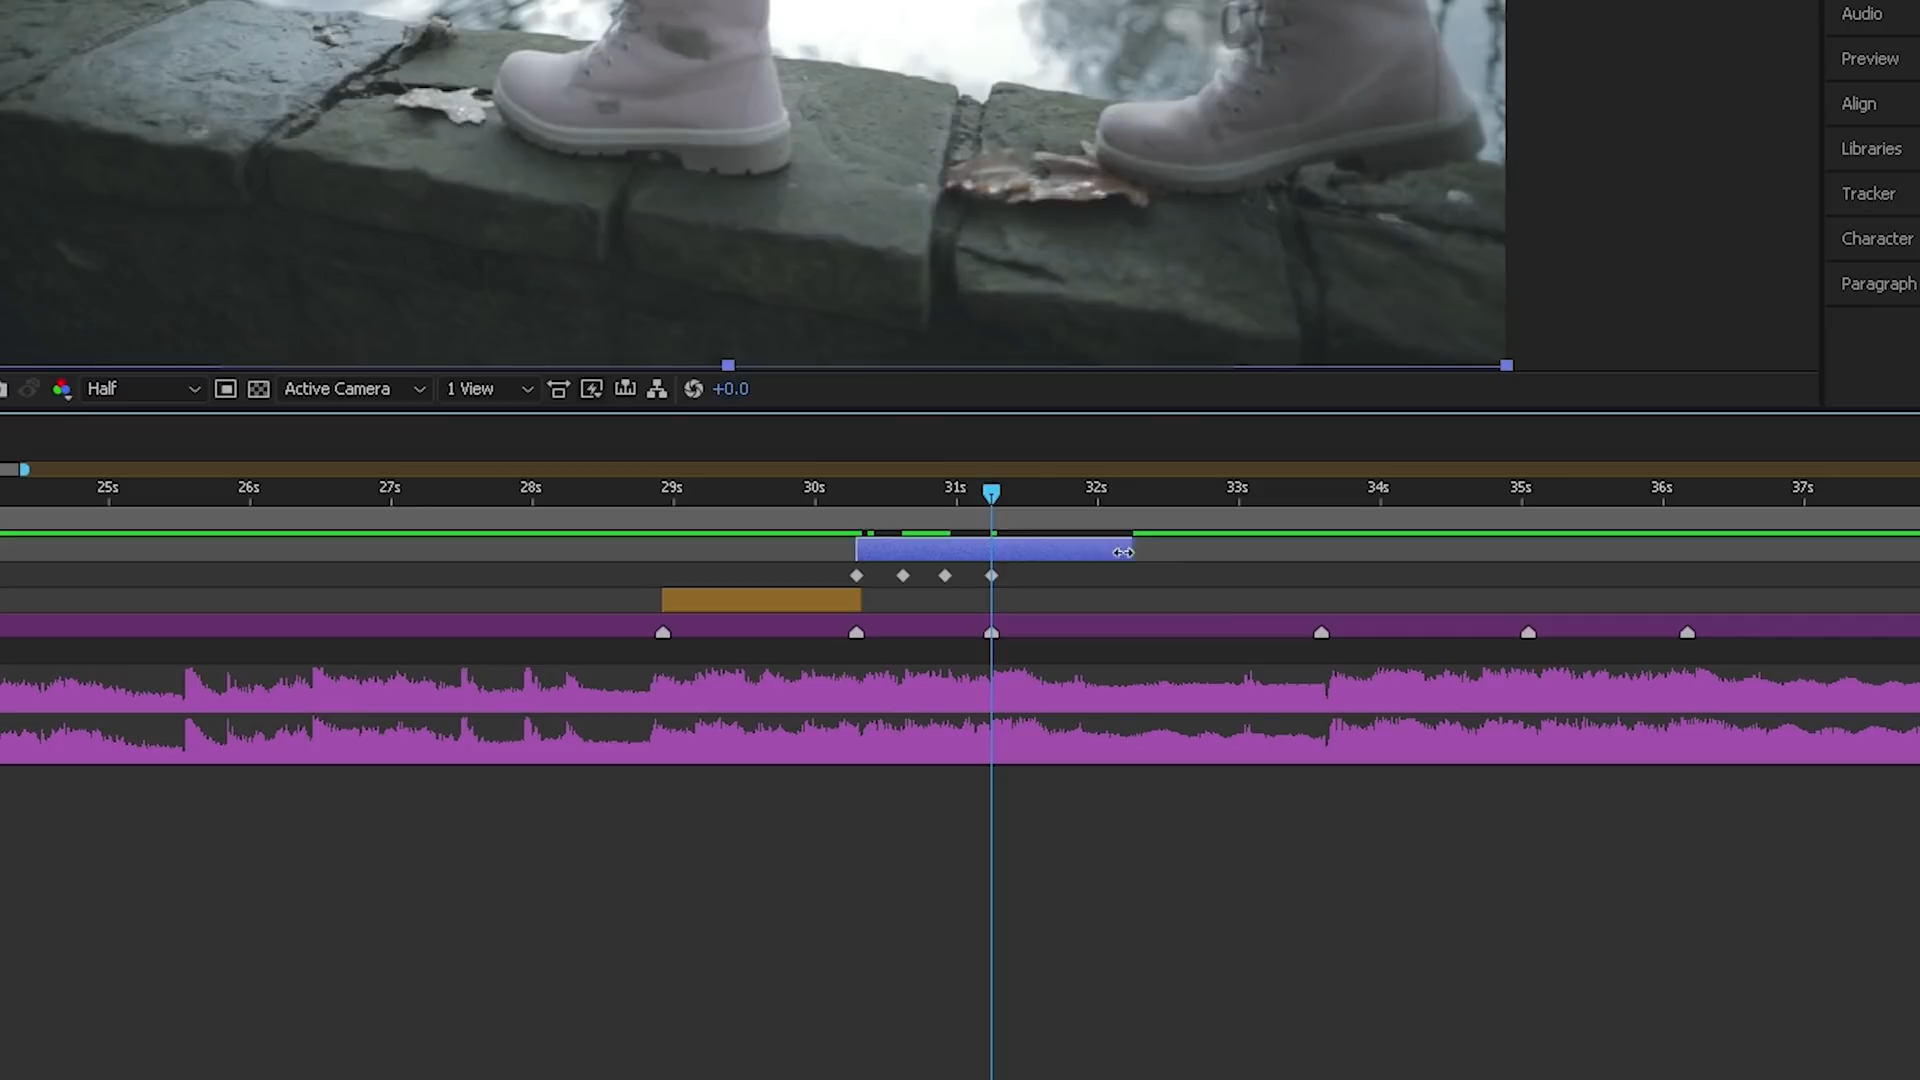 Audio
Preview
Align
Libraries
Tracker
Character
Paragraph
Half Active Camera 1 View +0.0
25s 26s 27s 28s 29s 30s 31s 32s 33s 34s 35s 36s 37s